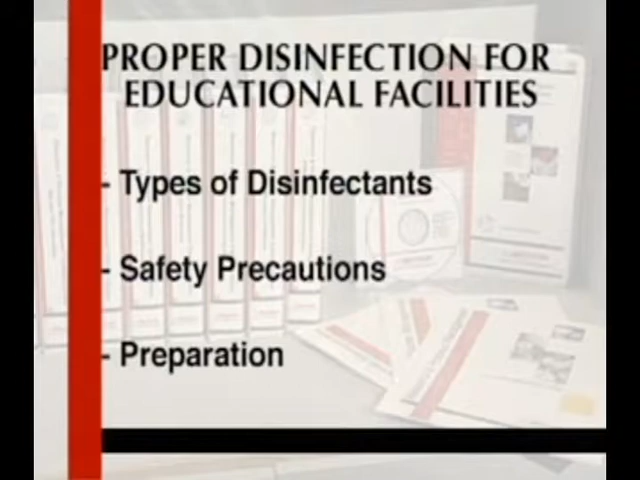 PROPER DISINFECTION FOR
EDUCATIONAL FACILITIES
- Types of Disinfectants
- Safety Precautions
- Preparation